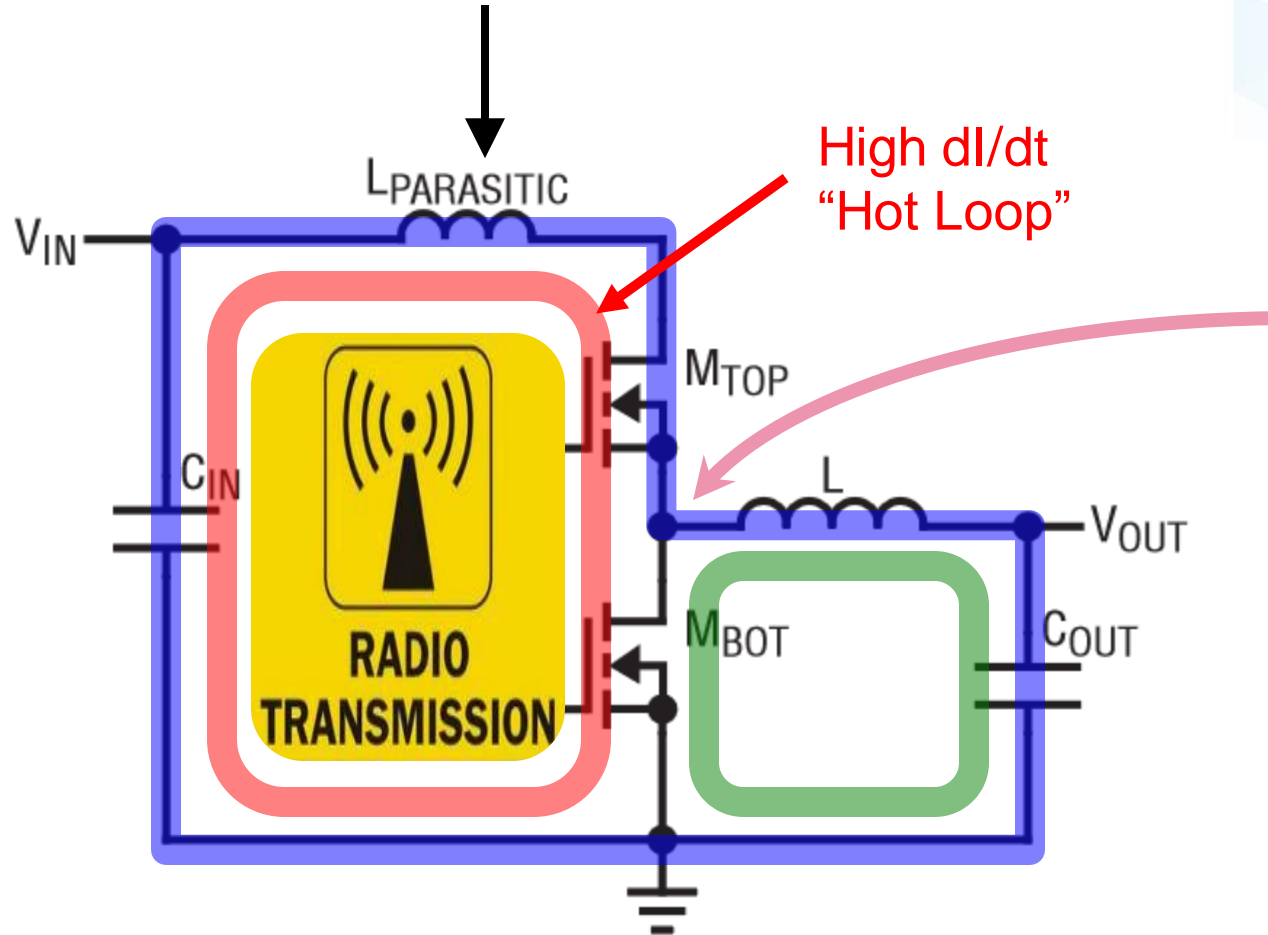 High dI/dt
“Hot Loop”
LPARASITIC
VIN
MTOP
CIN
L
VOUT
MBOT
COUT
RADIO
TRANSMISSION